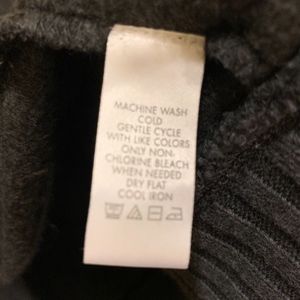 MACHINE WASH
COLD
GENTLE CYCLE
WITH LIKE COLORS
ONLY NON-
CHLORINE BLEACH
WHEN NEEDED
DRY FLAT
COOL IRON